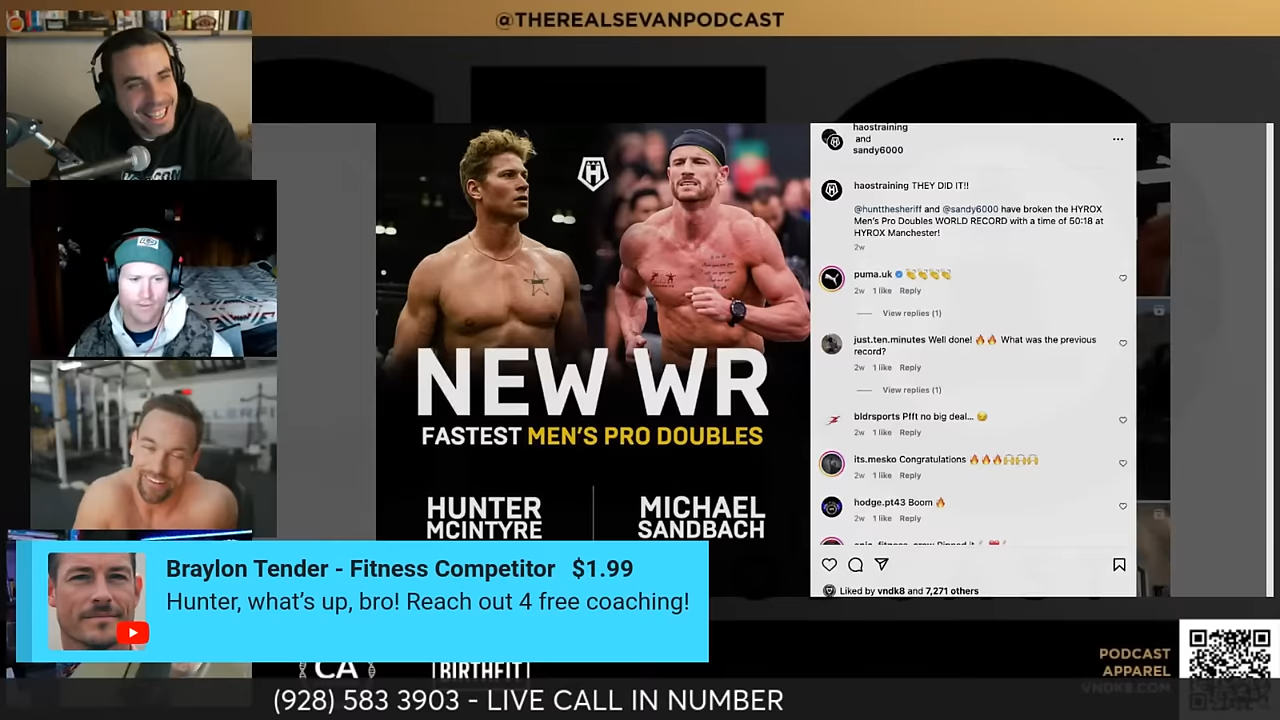 @THEREALSEVANPODCAST
haostraining
and
sandy6000
haostraining THEY DID IT!!
@huntthesheriff and @sandy6000 have broken the HYROX
Men's Pro Doubles WORLD RECORD with a time of 50:18 at
HYROX Manchester!
2w
puma.uk 👏👏👏👏
2w 1 like Reply
View replies (1)
just.ten.minutes Well done! 🔥🔥 What was the previous
record?
2w 1 like Reply
View replies (1)
bldrsports Pfft no big deal... 😂
2w 1 like Reply
its.mesko Congratulations 🔥🔥🔥🙌🙌🙌
2w 1 like Reply
hodge.pt43 Boom 🔥
2w 1 like Reply
Liked by vndk8 and 7,271 others
NEW WR
FASTEST MEN'S PRO DOUBLES
HUNTER
MCINTYRE
MICHAEL
SANDBACH
Braylon Tender - Fitness Competitor $1.99
Hunter, what's up, bro! Reach out 4 free coaching!
CA
BIRTHFIT
PODCAST
APPAREL
VNDK8.COM
(928) 583 3903 - LIVE CALL IN NUMBER